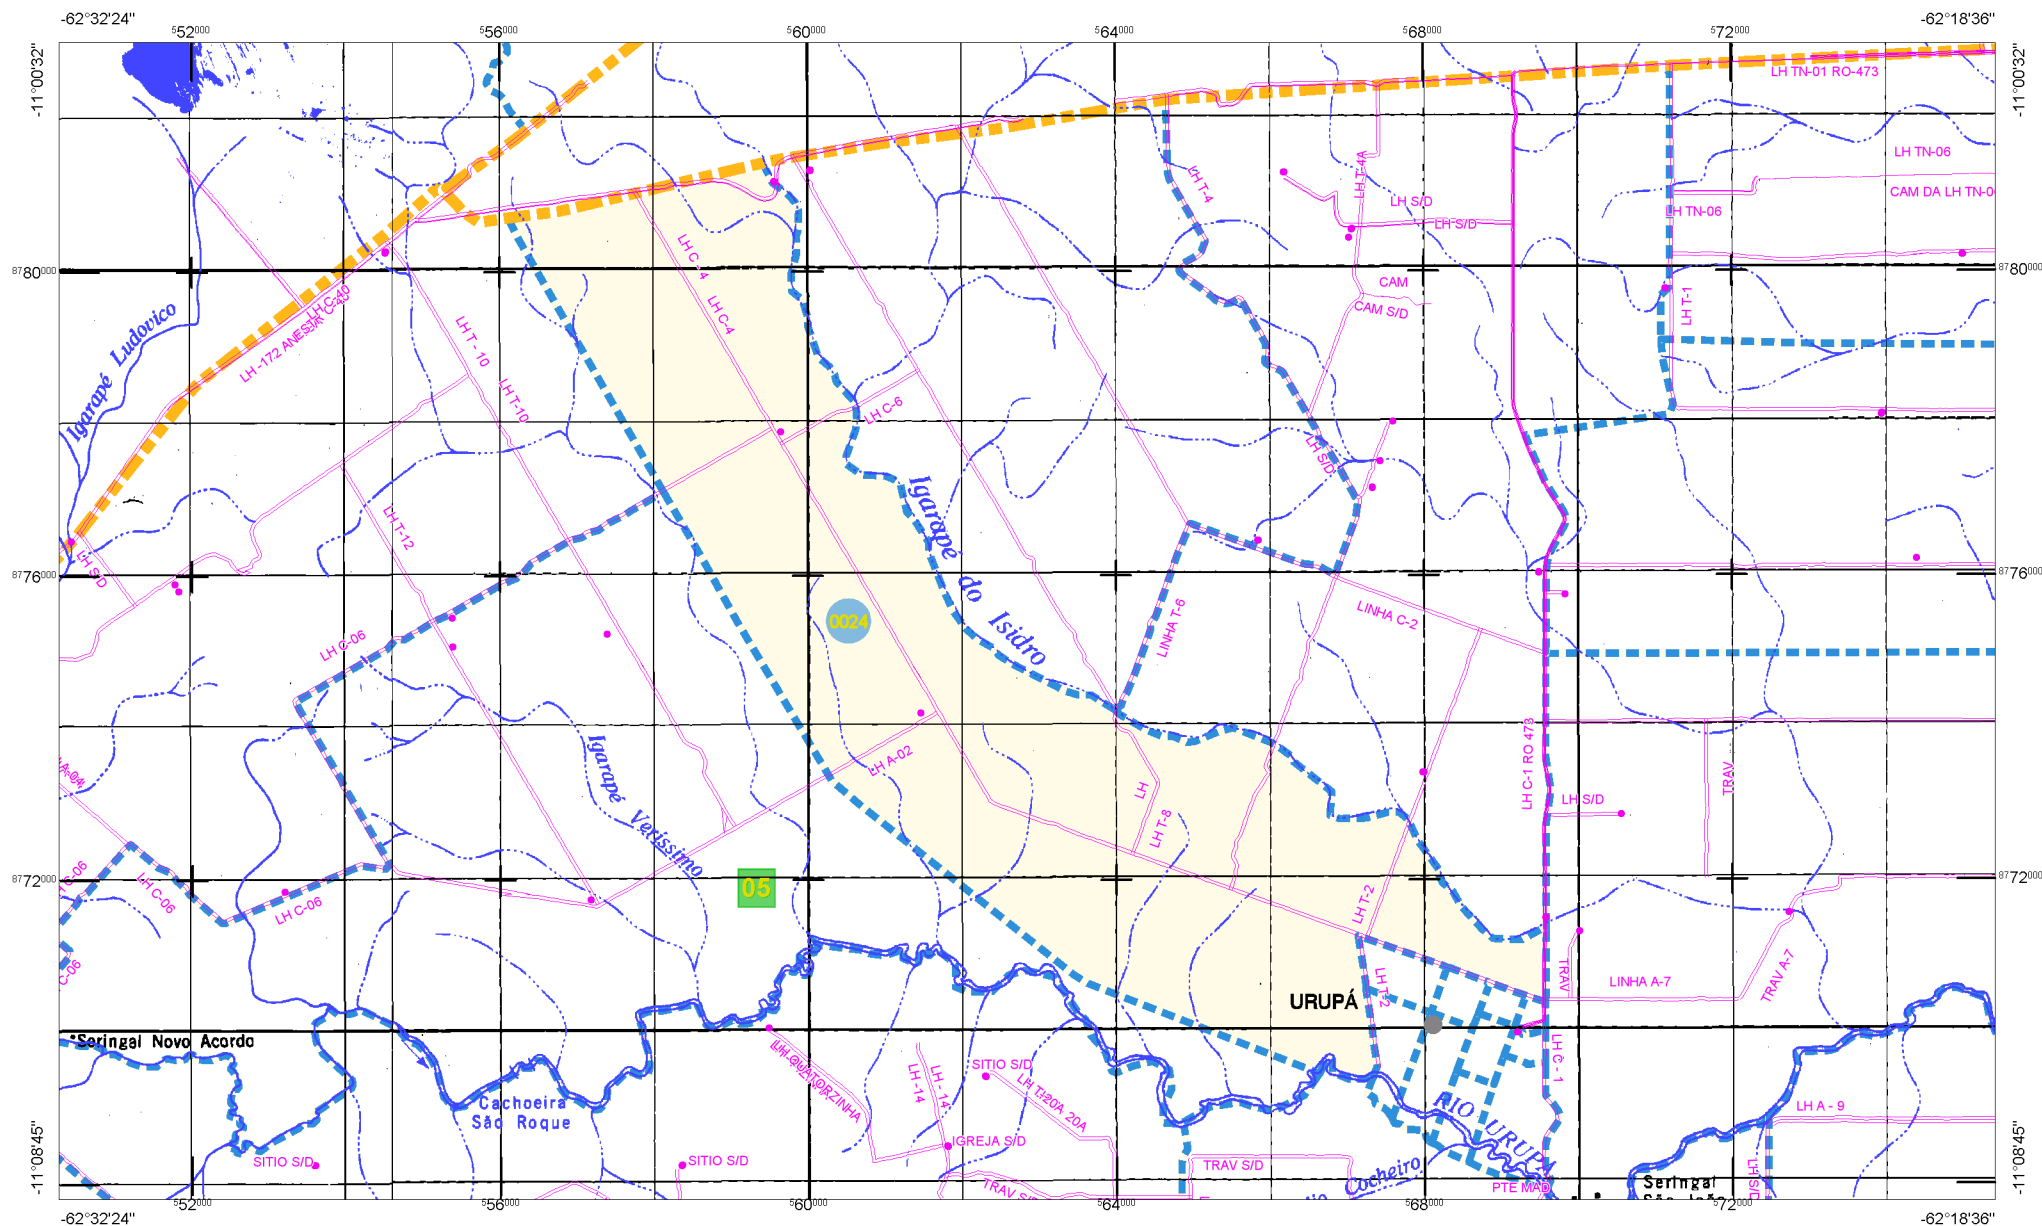 -62°32'24"
-62°18'36"
552000
556000
560000
564000
568000
572000
-11°00'32"
-11°00'32"
LH TN-01 RO-473
LH TN-06
CAM DA LH TN-0
LH TN-06
LH T-4
LH T-4A
LH S/D
LH S/D
LH C - 4
8780000
8780000
CAM
CAM S/D
LH T-1
LH C-40
LH -172 ANESIA C-40
Igarapé Ludovico
LH C-4
LH T - 10
LH T-10
LH C-6
LH S/D
LH T-12
Igarapé do Isidro
LH S/D
8776000
8776000
LINHA T-6
LINHA C-2
0024
LH C-06
LH A-02
Igarapé Veríssimo
LH C-1 RO 473
TRAV
LH S/D
LH
LH T-8
A-04
C-06
LH C-06
LH C-06
8772000
8772000
05
LH T-2
LH T-2
C-06
TRAV
LINHA A-7
TRAV A-7
URUPÁ
Seringal Novo Acordo
LH QUATORZINHA
LH -14
LH - 14
SITIO S/D
LH T-20A 20A
LH C - 1
Cachoeira
São Roque
RIO URUPÁ
LH A - 9
IGREJA S/D
SITIO S/D
SITIO S/D
TRAV S/D
TRAV S/D
Cocheiro
PTE MAD
LH S/D
Seringal
-11°08'45"
-11°08'45"
552000
556000
560000
564000
568000
572000
-62°32'24"
-62°18'36"